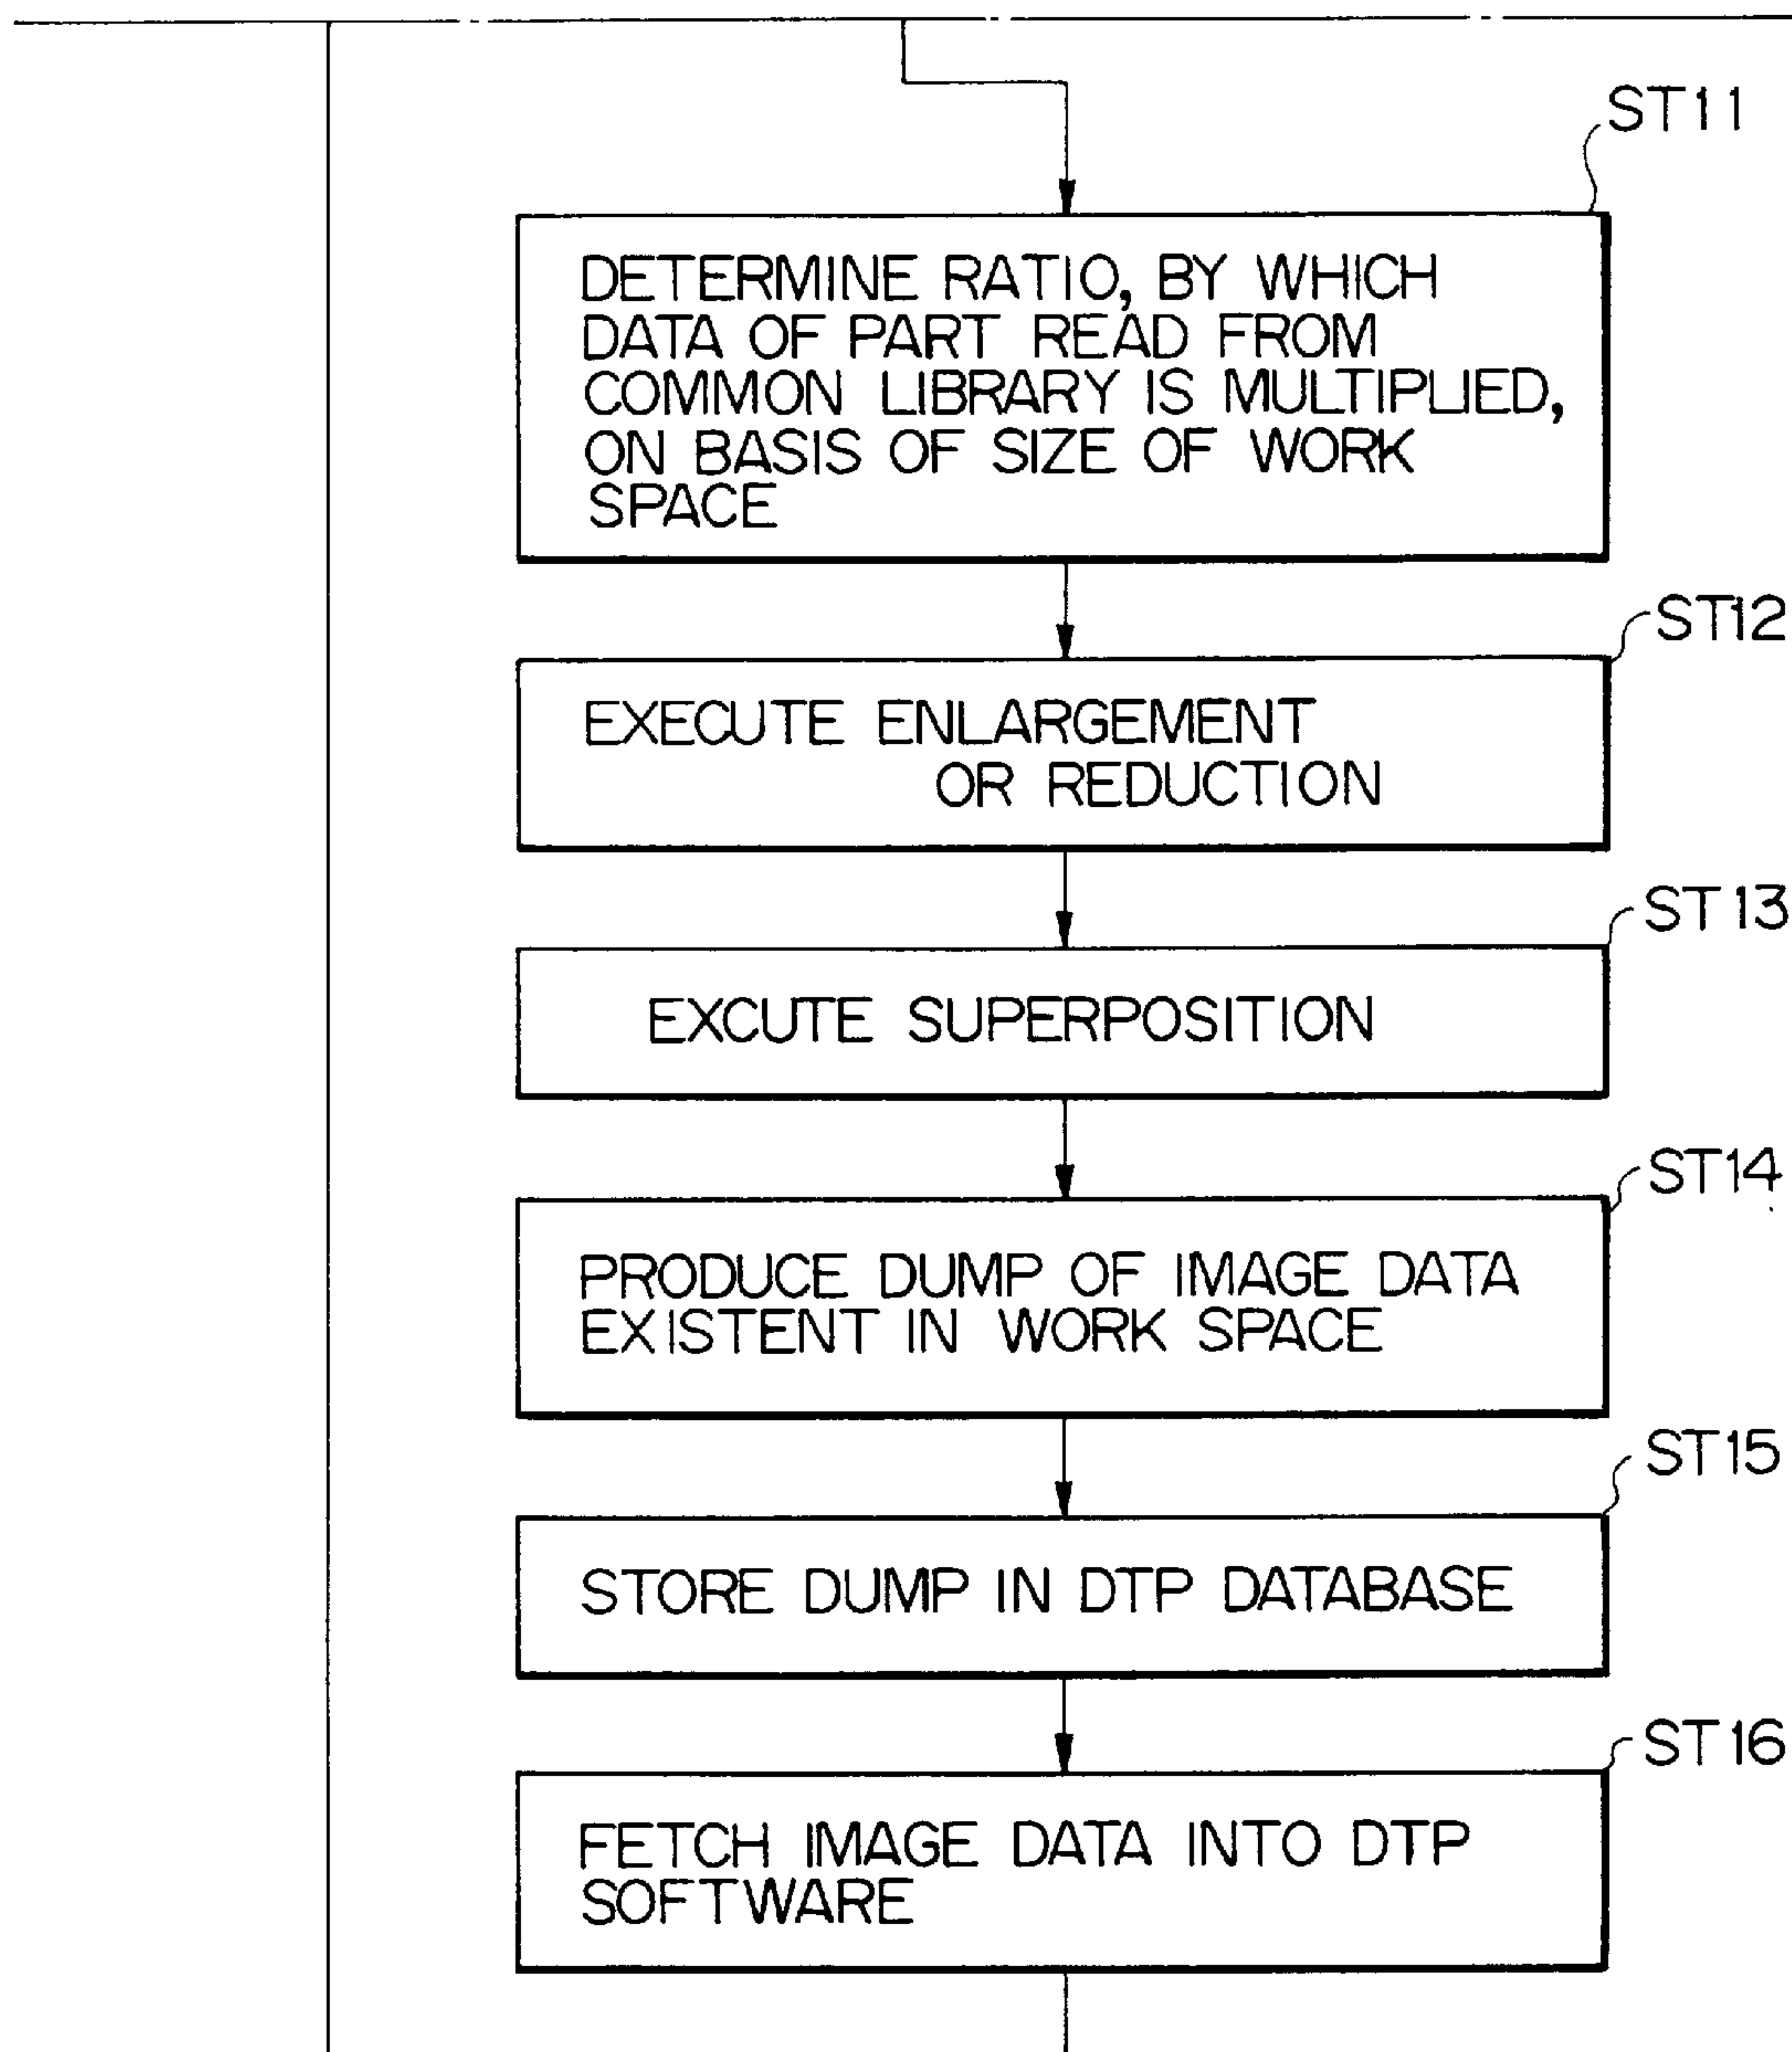 ST11
DETERMINE RATIO, BY WHICH
DATA OF PART READ FROM
COMMON LIBRARY IS MULTIPLIED,
ON BASIS OF SIZE OF WORK
SPACE
ST12
EXECUTE ENLARGEMENT
OR REDUCTION
ST13
EXCUTE SUPERPOSITION
ST14
PRODUCE DUMP OF IMAGE DATA
EXISTENT IN WORK SPACE
ST15
STORE DUMP IN DTP DATABASE
ST16
FETCH IMAGE DATA INTO DTP
SOFTWARE